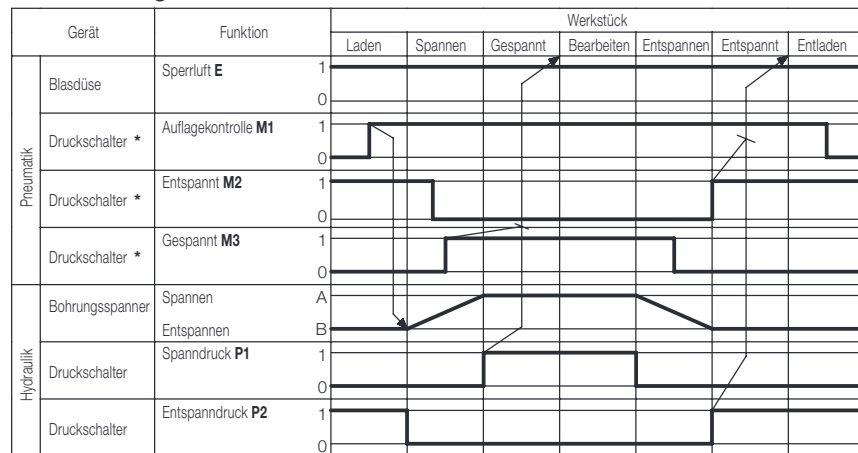 Gerät Funktion Werkstück
Laden Spannen Gespannt Bearbeiten Entspannen Entspannt Entladen
Pneumatik
Blasdüse Sperrluft E 1
0
Druckschalter * Auflagekontrolle M1 1
0
Druckschalter * Entspannt M2 1
0
Druckschalter * Gespannt M3 1
0
Hydraulik
Bohrungsspanner Spannen A
Entspannen B
Druckschalter Spanndruck P1 1
0
Druckschalter Entspanndruck P2 1
0